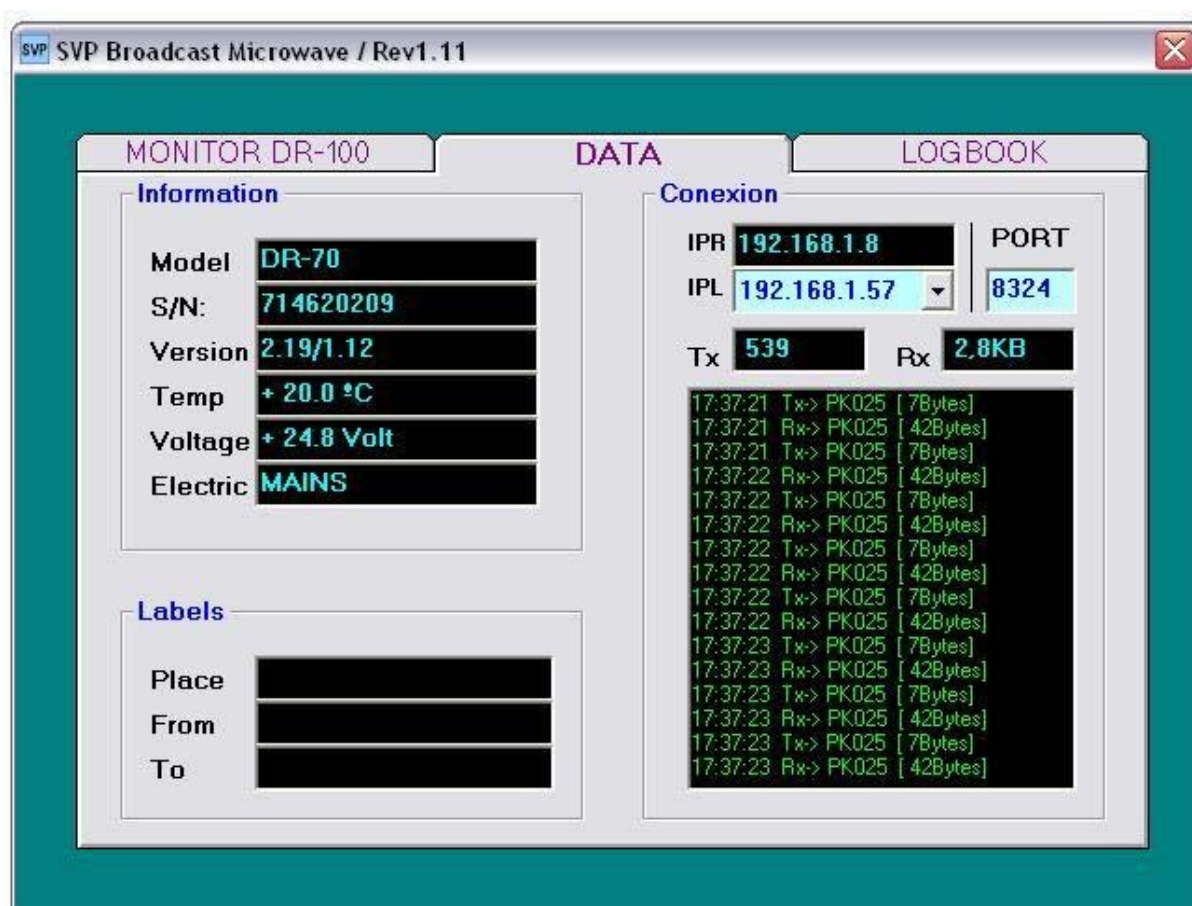 SVP SVP Broadcast Microwave / Rev1.11
MONITOR DR-100
DATA
LOGBOOK
Information
Model DR-70
S/N: 714620209
Version 2.19/1.12
Temp + 20.0 ºC
Voltage + 24.8 Volt
Electric MAINS
Labels
Place
From
To
Conexion
IPR 192.168.1.8
IPL 192.168.1.57
PORT
8324
Tx 539
Rx 2,8KB
17:37:21 Tx-> PK025 [ 7Bytes]
17:37:21 Rx-> PK025 [ 42Bytes]
17:37:21 Tx-> PK025 [ 7Bytes]
17:37:22 Rx-> PK025 [ 42Bytes]
17:37:22 Tx-> PK025 [ 7Bytes]
17:37:22 Rx-> PK025 [ 42Bytes]
17:37:22 Tx-> PK025 [ 7Bytes]
17:37:22 Rx-> PK025 [ 42Bytes]
17:37:22 Tx-> PK025 [ 7Bytes]
17:37:22 Rx-> PK025 [ 42Bytes]
17:37:23 Tx-> PK025 [ 7Bytes]
17:37:23 Rx-> PK025 [ 42Bytes]
17:37:23 Tx-> PK025 [ 7Bytes]
17:37:23 Rx-> PK025 [ 42Bytes]
17:37:23 Tx-> PK025 [ 7Bytes]
17:37:23 Rx-> PK025 [ 42Bytes]